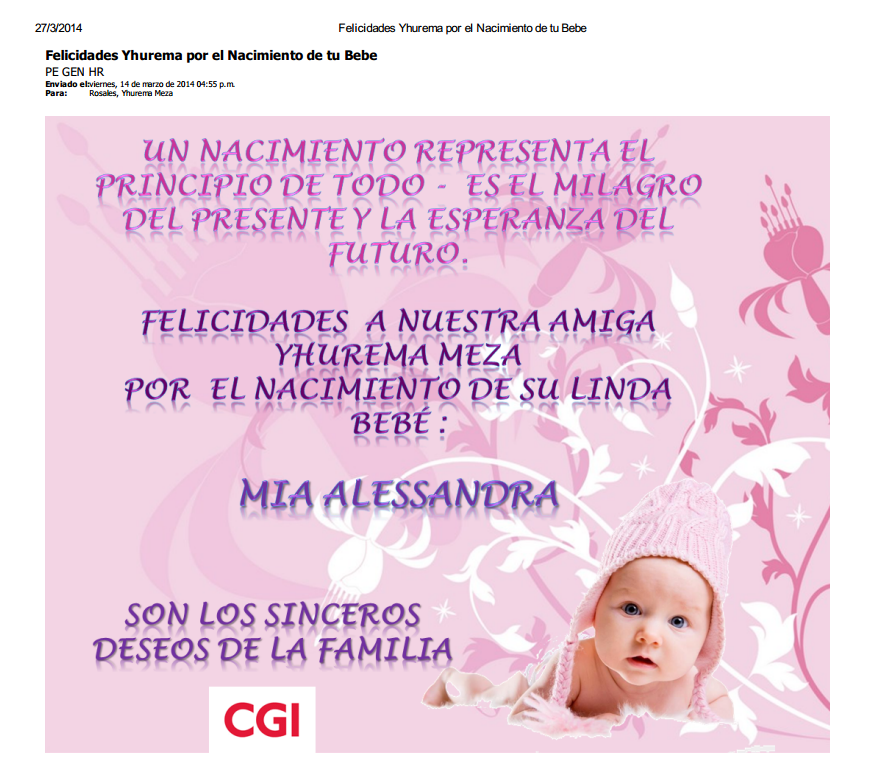 27/3/2014
Felicidades Yhurema por el Nacimiento de tu Bebe
Felicidades Yhurema por el Nacimiento de tu Bebe
PE GEN HR
Enviado el:viernes, 14 de marzo de 2014 04:55 p.m.
Para: Rosales, Yhurema Meza
UN NACIMIENTO REPRESENTA EL
PRINCIPIO DE TODO - ES EL MILAGRO
DEL PRESENTE Y LA ESPERANZA DEL
FUTURO.
FELICIDADES A NUESTRA AMIGA
YHUREMA MEZA
POR EL NACIMIENTO DE SU LINDA
BEBÉ :
MIA ALESSANDRA
SON LOS SINCEROS
DESEOS DE LA FAMILIA
CGI